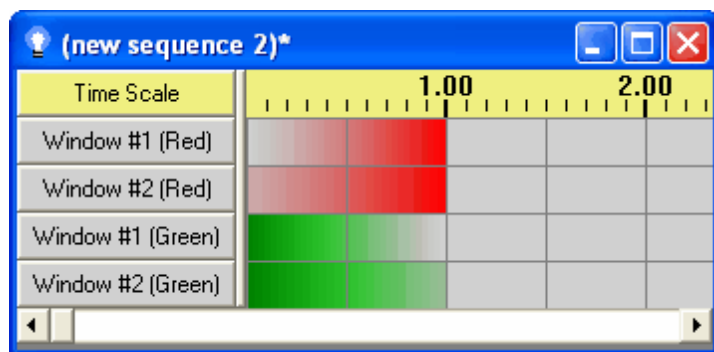 (new sequence 2)*
Time Scale 1.00 2.00
Window #1 (Red)
Window #2 (Red)
Window #1 (Green)
Window #2 (Green)